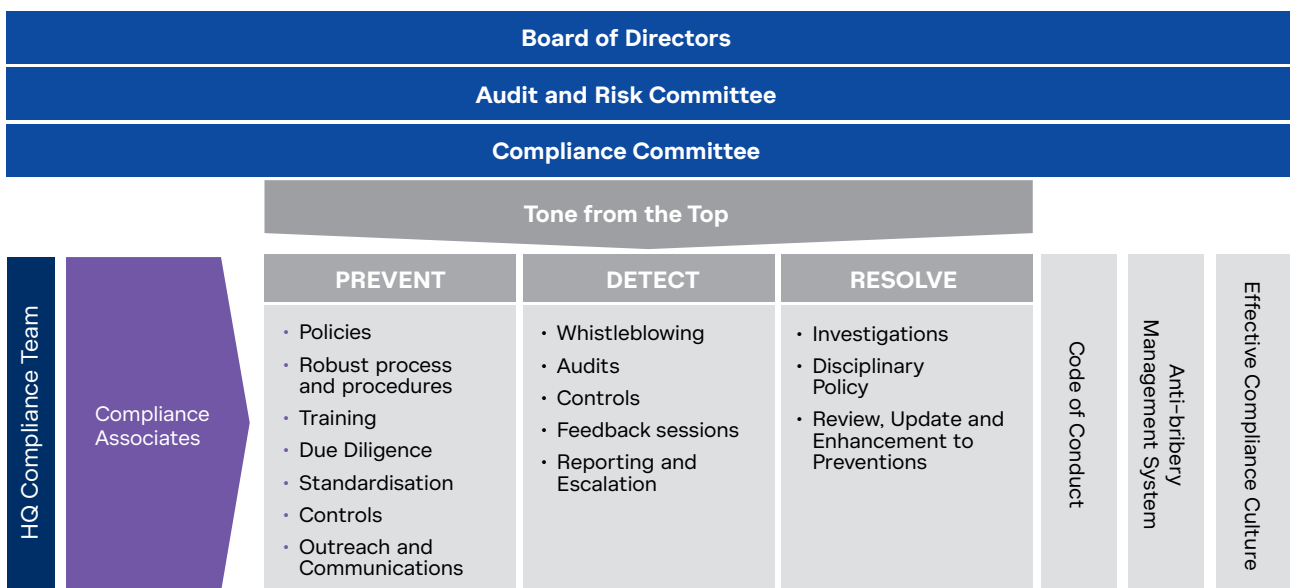 Board of Directors
Audit and Risk Committee
Compliance Committee
Tone from the Top
HQ Compliance Team
Compliance
Associates
PREVENT
• Policies
• Robust process
and procedures
• Training
• Due Diligence
• Standardisation
• Controls
• Outreach and
Communications
DETECT
• Whistleblowing
• Audits
• Controls
• Feedback sessions
• Reporting and
Escalation
RESOLVE
• Investigations
• Disciplinary
Policy
• Review, Update and
Enhancement to
Preventions
Code of Conduct
Anti-bribery
Management System
Effective Compliance Culture